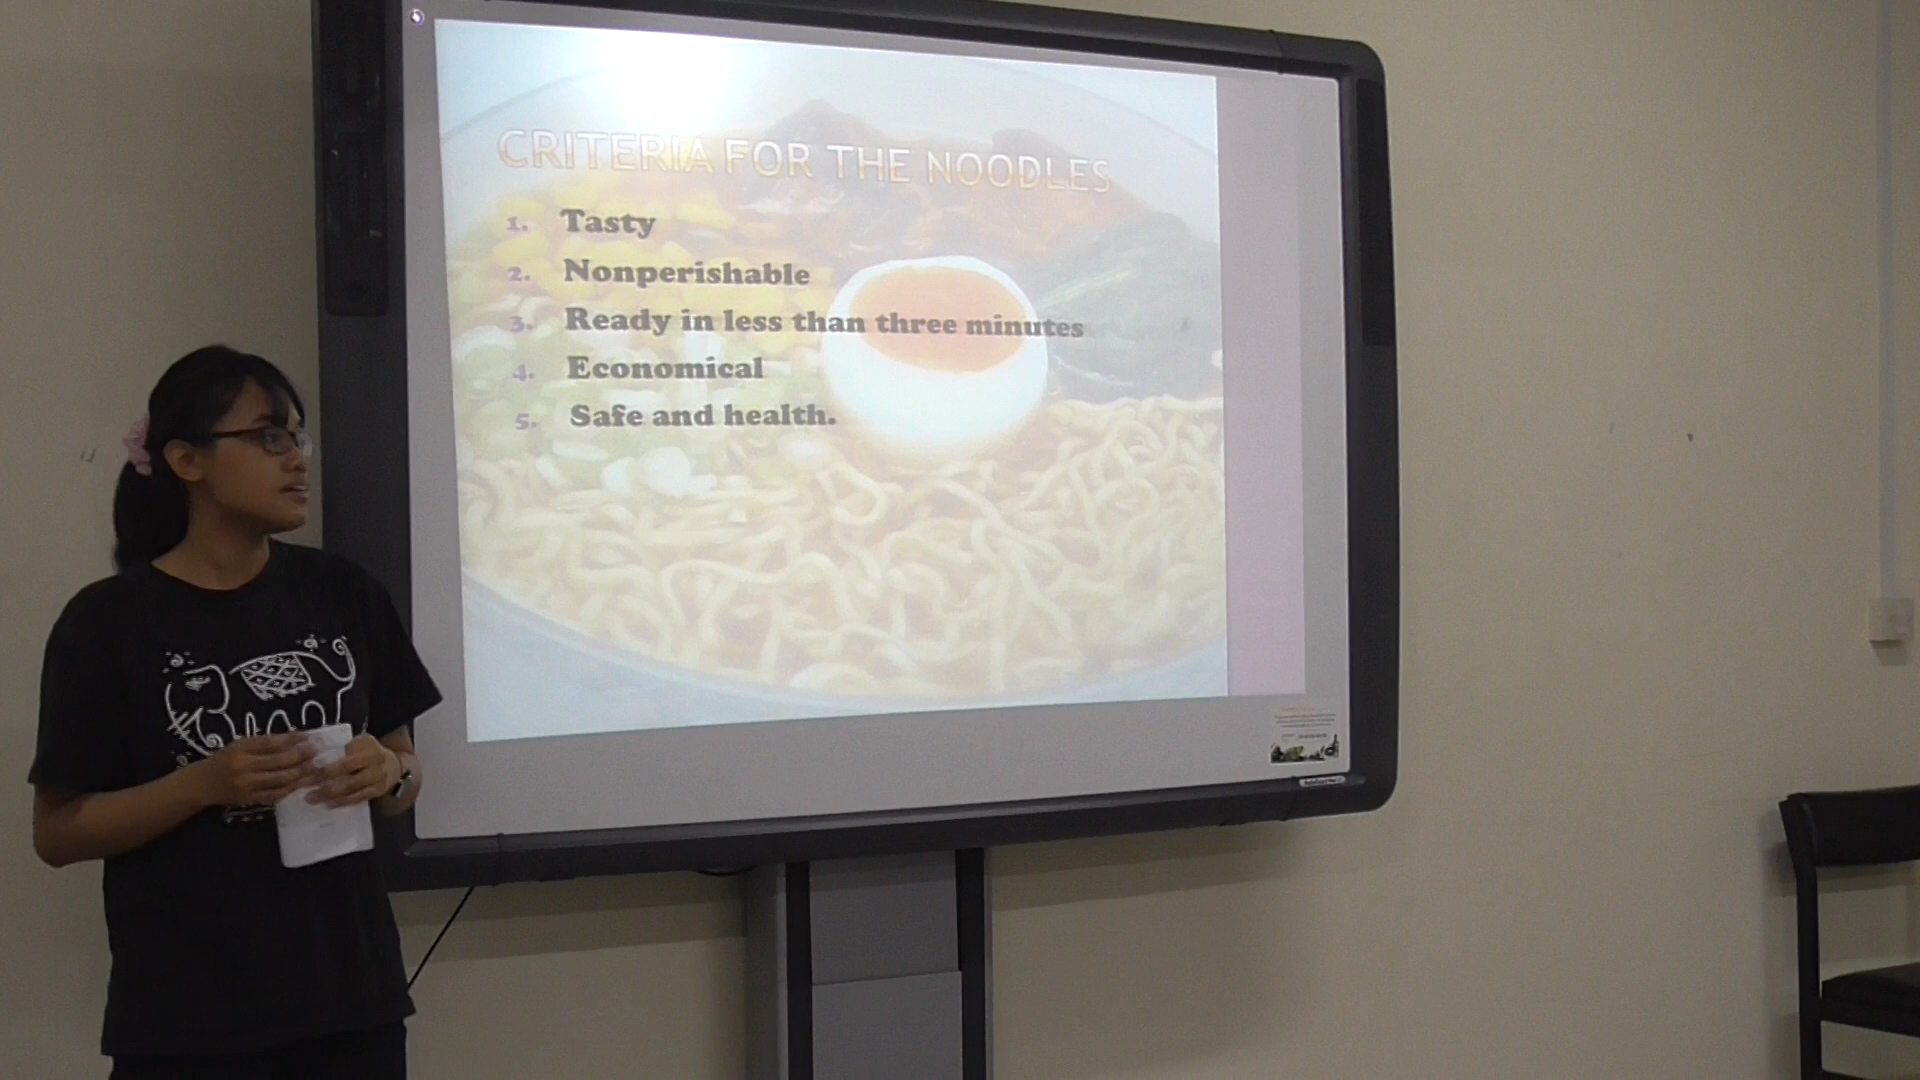 CRITERIA FOR THE NOODLES
1. Tasty
2. Nonperishable
3. Ready in less than three minutes
4. Economical
5. Safe and health.